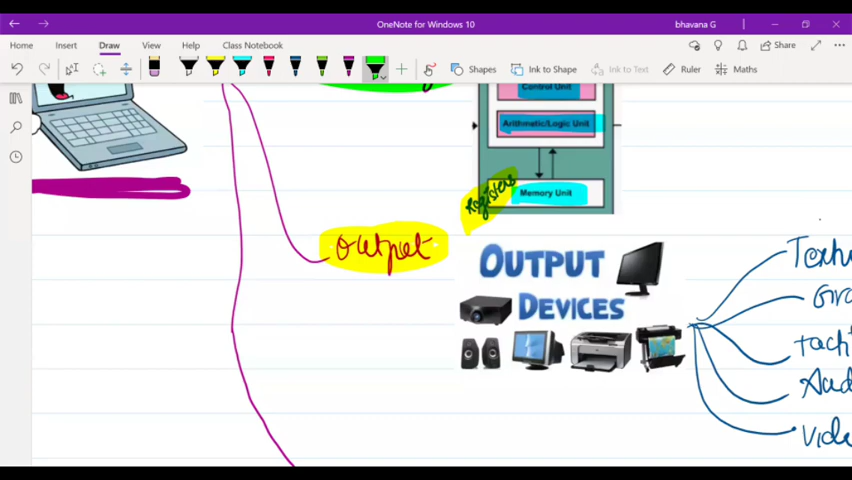 OneNote for Windows 10
bhavana G
Home
Insert
Draw
View
Help
Class Notebook
Share
Shapes
Ink to Shape
Ink to Text
Ruler
Maths
Control Unit
Arithmetic/Logic Unit
Registers
Memory Unit
Output
OUTPUT
DEVICES